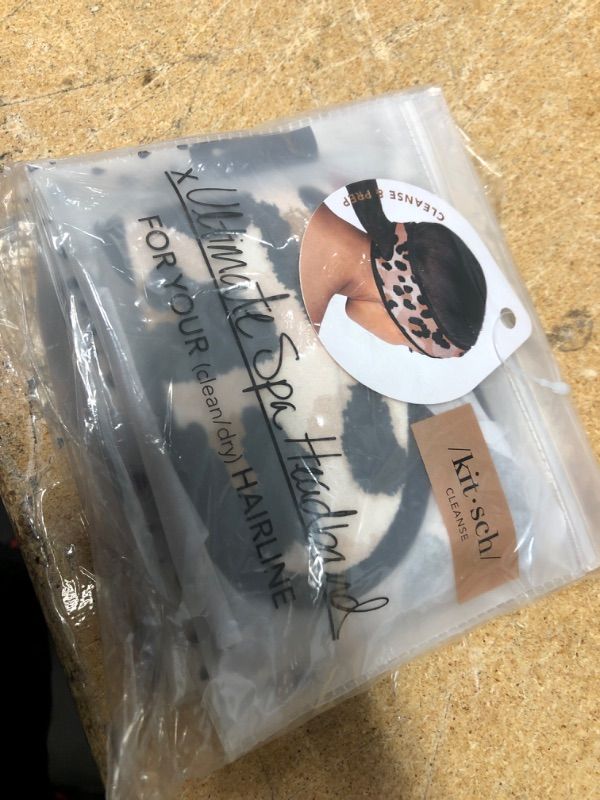 CLEANSE & PREP
x Ultimate Spa Headband
FOR YOUR (clean/dry) HAIRLINE
/kit•sch/
CLEANSE